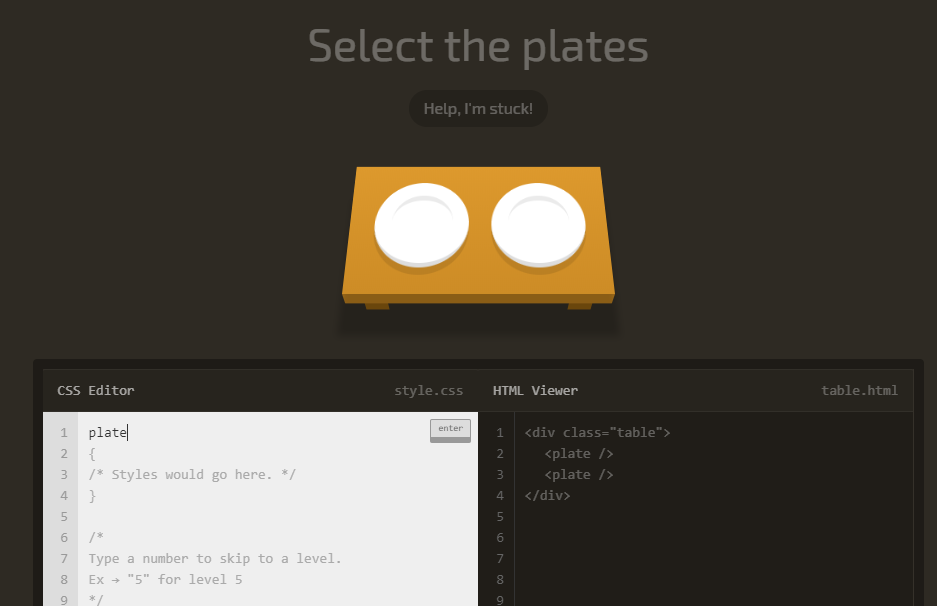 Select the plates
Help, I'm stuck!
CSS Editor
style.css
HTML Viewer
table.html
enter
1 plate
2 {
3 /* Styles would go here. */
4 }
5
6 /*
7 Type a number to skip to a level.
8 Ex → "5" for level 5
9 */
1 <div class="table">
2 <plate />
3 <plate />
4 </div>
5
6
7
8
9